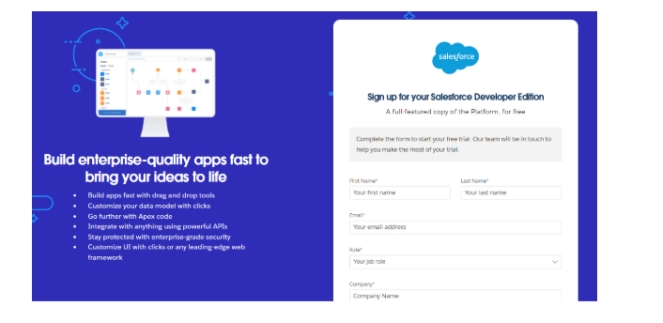 Build enterprise-quality apps fast to
bring your ideas to life
Build apps fast with drag and drop tools
Customize your data model with clicks
Go further with Apex code
Integrate with anything using powerful APIs
Stay protected with enterprise-grade security
Customize UI with clicks or any leading-edge web
framework
salesforce
Sign up for your Salesforce Developer Edition
A full-featured copy of the Platform, for free
Complete the form to start your free trial. Our team will be in touch to
help you make the most of your trial.
First Name* Last Name*
Your first name Your last name
Email*
Your email address
Role*
Your job role
Company*
Company Name